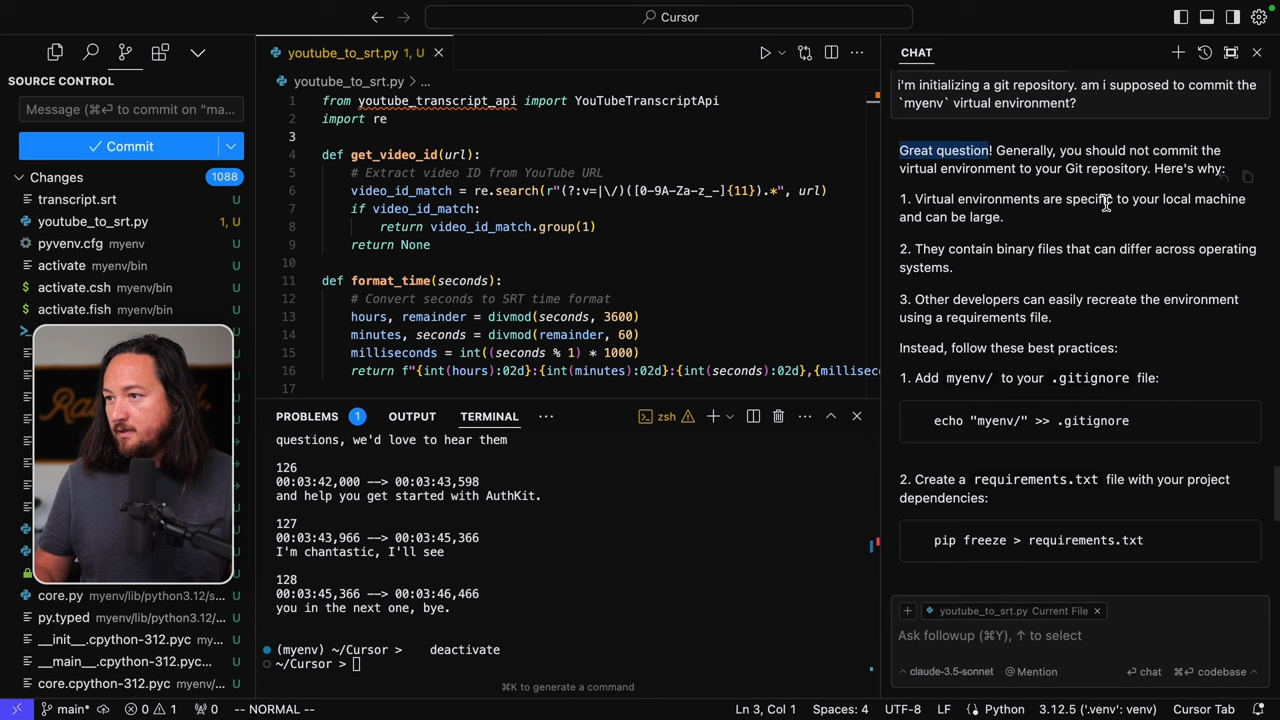 Cursor
SOURCE CONTROL
Message (⌘⏎ to commit on "ma...
Commit
Changes 1088
transcript.srt U
youtube_to_srt.py 1, U
pyvenv.cfg myenv U
activate myenv/bin U
activate.csh myenv/bin U
activate.fish myenv/bin U
core.py myenv/lib/python3.12/s... U
py.typed myenv/lib/python3.12/... U
__init__.cpython-312.pyc my... U
__main__.cpython-312.pyc... U
core.cpython-312.pyc myenv/... U
youtube_to_srt.py 1, U
youtube_to_srt.py > ...
1 from youtube_transcript_api import YouTubeTranscriptApi
2 import re
3
4 def get_video_id(url):
5 # Extract video ID from YouTube URL
6 video_id_match = re.search(r"(?:v=|\/)([0-9A-Za-z_-]{11}).*", url)
7 if video_id_match:
8 return video_id_match.group(1)
9 return None
10
11 def format_time(seconds):
12 # Convert seconds to SRT time format
13 hours, remainder = divmod(seconds, 3600)
14 minutes, seconds = divmod(remainder, 60)
15 milliseconds = int((seconds % 1) * 1000)
16 return f"{int(hours):02d}:{int(minutes):02d}:{int(seconds):02d},{millisec
17
PROBLEMS 1 OUTPUT TERMINAL ... zsh
questions, we'd love to hear them
126
00:03:42,000 --> 00:03:43,598
and help you get started with AuthKit.
127
00:03:43,966 --> 00:03:45,366
I'm chantastic, I'll see
128
00:03:45,366 --> 00:03:46,466
you in the next one, bye.
(myenv) ~/Cursor > deactivate
~/Cursor >
⌘K to generate a command
CHAT
i'm initializing a git repository. am i supposed to commit the
`myenv` virtual environment?
Great question! Generally, you should not commit the
virtual environment to your Git repository. Here's why:
1. Virtual environments are specific to your local machine
and can be large.
2. They contain binary files that can differ across operating
systems.
3. Other developers can easily recreate the environment
using a requirements file.
Instead, follow these best practices:
1. Add myenv/ to your .gitignore file:
echo "myenv/" >> .gitignore
2. Create a requirements.txt file with your project
dependencies:
pip freeze > requirements.txt
youtube_to_srt.py Current File
Ask followup (⌘Y), ↑ to select
claude-3.5-sonnet @Mention ⏎ chat ⌘⏎ codebase
main* 0 1 0 -- NORMAL -- Ln 3, Col 1 Spaces: 4 UTF-8 LF Python 3.12.5 ('.venv': venv) Cursor Tab